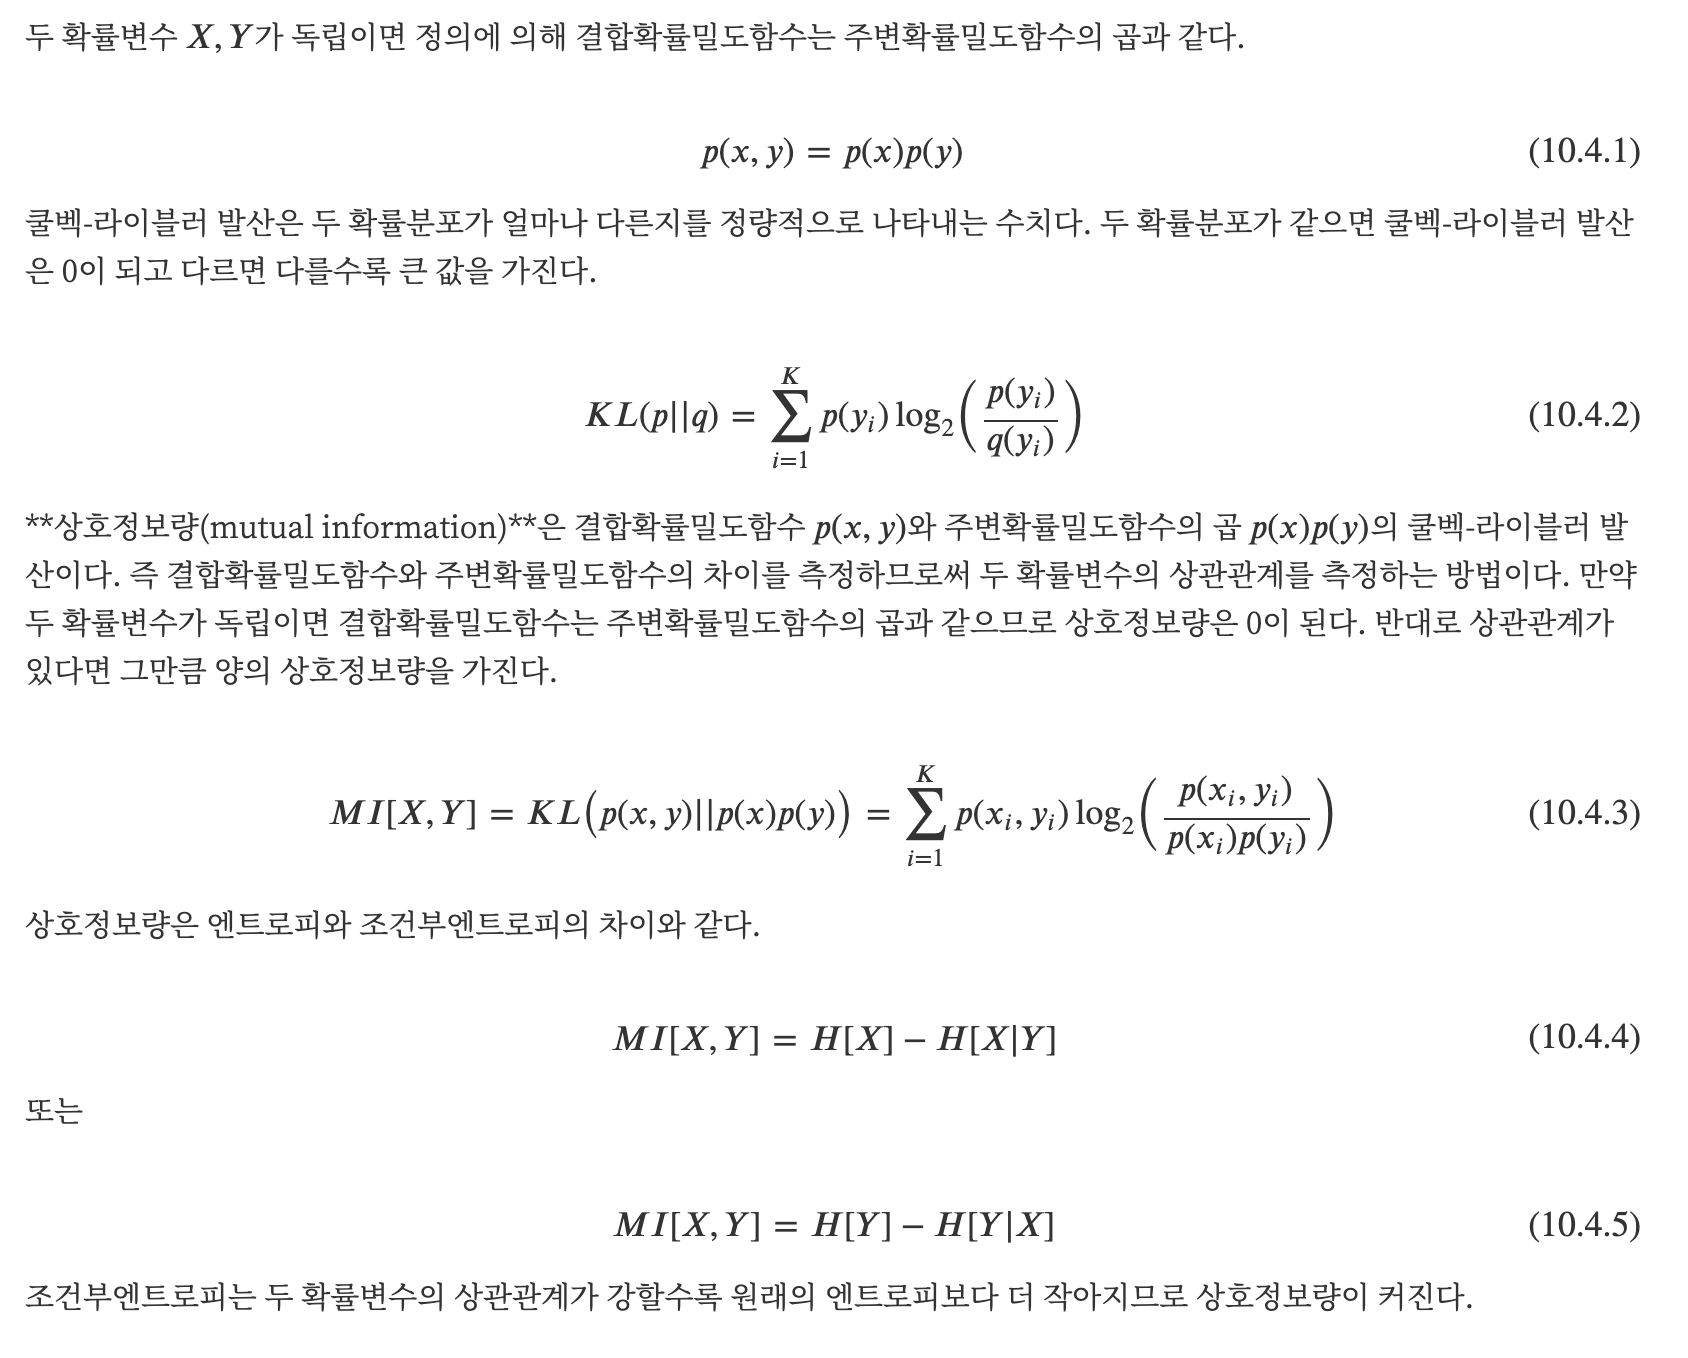 두 확률변수 X, Y가 독립이면 정의에 의해 결합확률밀도함수는 주변확률밀도함수의 곱과 같다.
p(x, y) = p(x)p(y) (10.4.1)
쿨벡-라이블러 발산은 두 확률분포가 얼마나 다른지를 정량적으로 나타내는 수치다. 두 확률분포가 같으면 쿨벡-라이블러 발산
은 0이 되고 다르면 다를수록 큰 값을 가진다.
KL(p||q) = \sum_{i=1}^{K} p(y_i) \log_2 \left( \frac{p(y_i)}{q(y_i)} \right) (10.4.2)
**상호정보량(mutual information)**은 결합확률밀도함수 p(x, y)와 주변확률밀도함수의 곱 p(x)p(y)의 쿨벡-라이블러 발
산이다. 즉 결합확률밀도함수와 주변확률밀도함수의 차이를 측정하므로써 두 확률변수의 상관관계를 측정하는 방법이다. 만약
두 확률변수가 독립이면 결합확률밀도함수는 주변확률밀도함수의 곱과 같으므로 상호정보량은 0이 된다. 반대로 상관관계가
있다면 그만큼 양의 상호정보량을 가진다.
MI[X, Y] = KL(p(x, y)||p(x)p(y)) = \sum_{i=1}^{K} p(x_i, y_i) \log_2 \left( \frac{p(x_i, y_i)}{p(x_i)p(y_i)} \right) (10.4.3)
상호정보량은 엔트로피와 조건부엔트로피의 차이와 같다.
MI[X, Y] = H[X] − H[X|Y] (10.4.4)
또는
MI[X, Y] = H[Y] − H[Y|X] (10.4.5)
조건부엔트로피는 두 확률변수의 상관관계가 강할수록 원래의 엔트로피보다 더 작아지므로 상호정보량이 커진다.